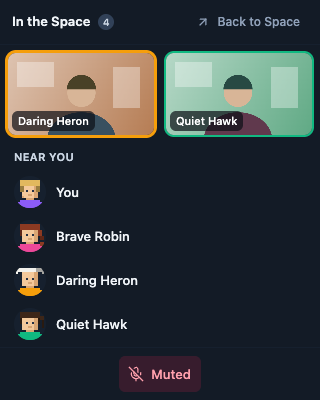 In the Space 4
Back to Space
Daring Heron
Quiet Hawk
NEAR YOU
You
Brave Robin
Daring Heron
Quiet Hawk
Muted